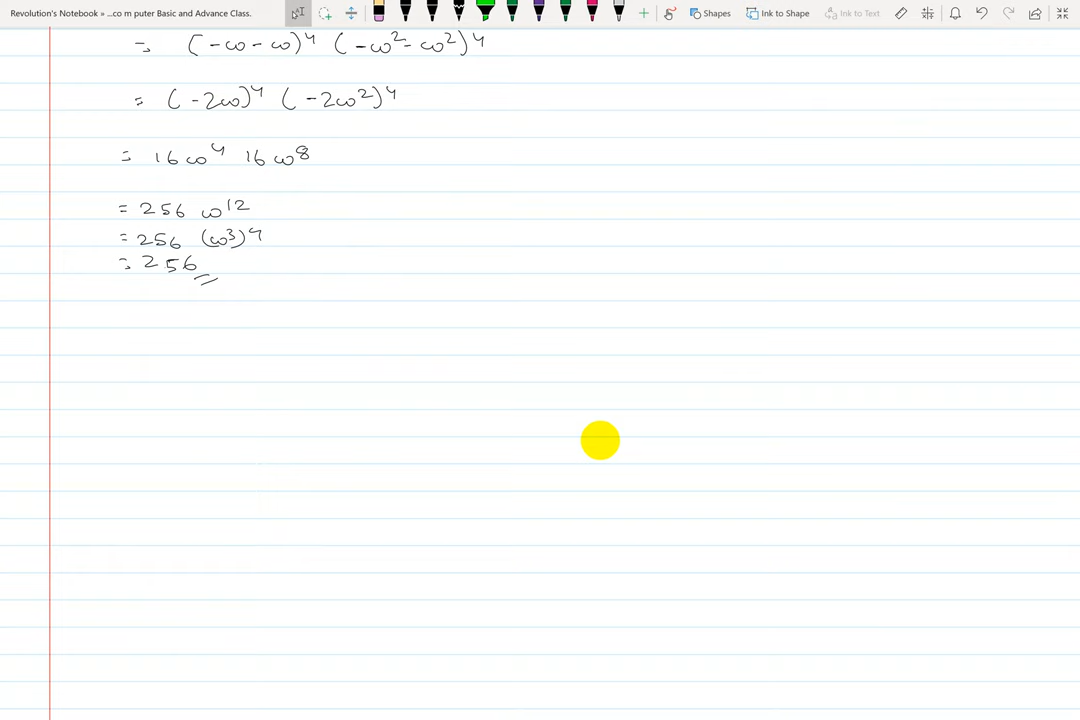 Revolution's Notebook » ...co m puter Basic and Advance Class. Shapes Ink to Shape Ink to Text
= (-ω-ω)⁴ (-ω²-ω²)⁴
= (-2ω)⁴ (-2ω²)⁴
= 16ω⁴ 16ω⁸
= 256 ω¹²
= 256 (ω³)⁴
= 256